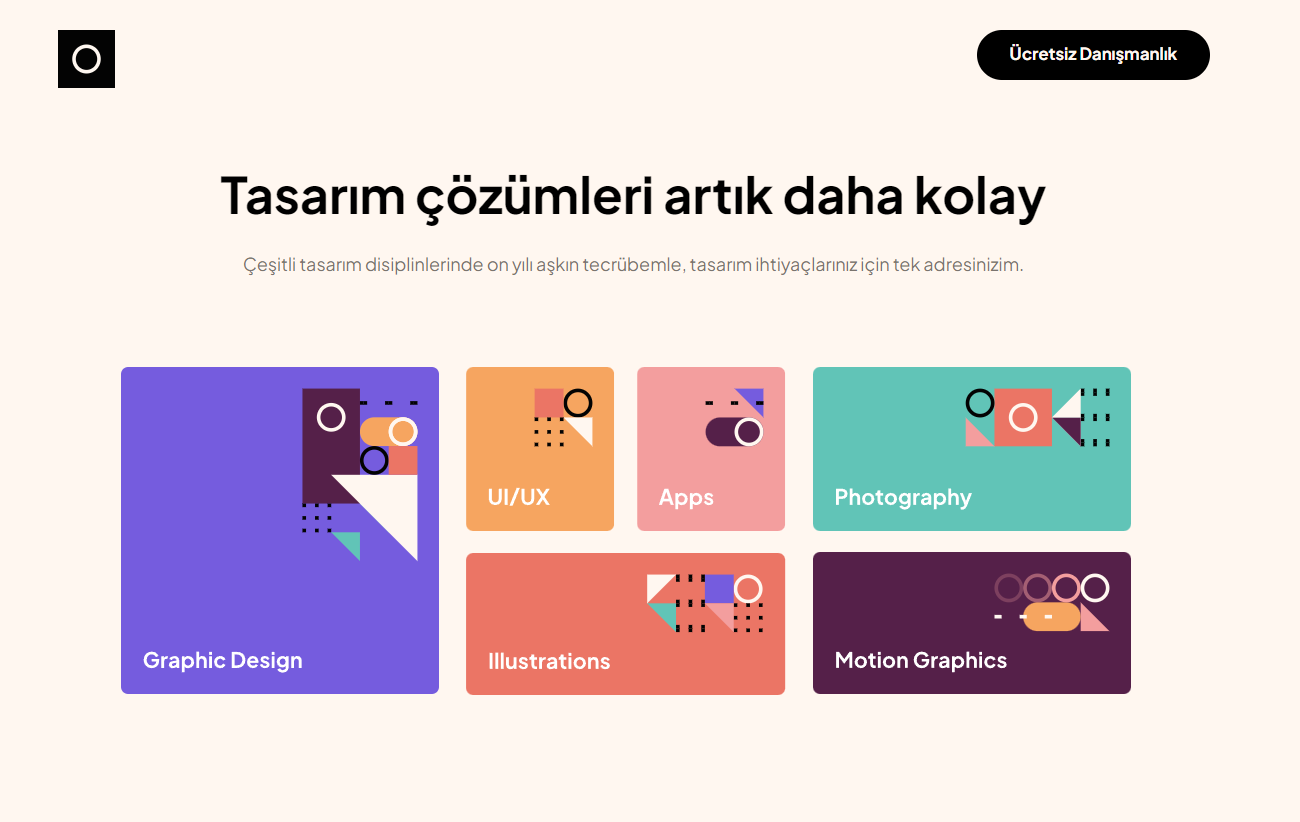 Ücretsiz Danışmanlık
Tasarım çözümleri artık daha kolay
Çeşitli tasarım disiplinlerinde on yılı aşkın tecrübemle, tasarım ihtiyaçlarınız için tek adresinizim.
UI/UX
Apps
Photography
Graphic Design
Illustrations
Motion Graphics